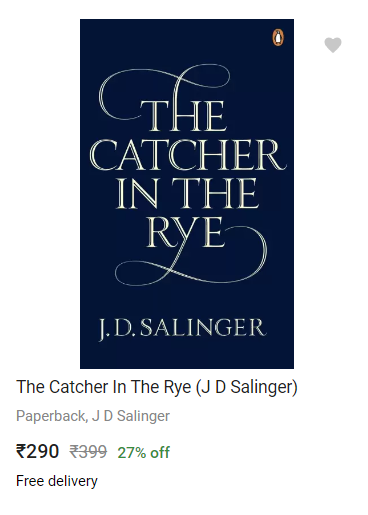 THE
CATCHER
IN THE
RYE
J.D. SALINGER
The Catcher In The Rye (J D Salinger)
Paperback, J D Salinger
₹290 ₹399 27% off
Free delivery